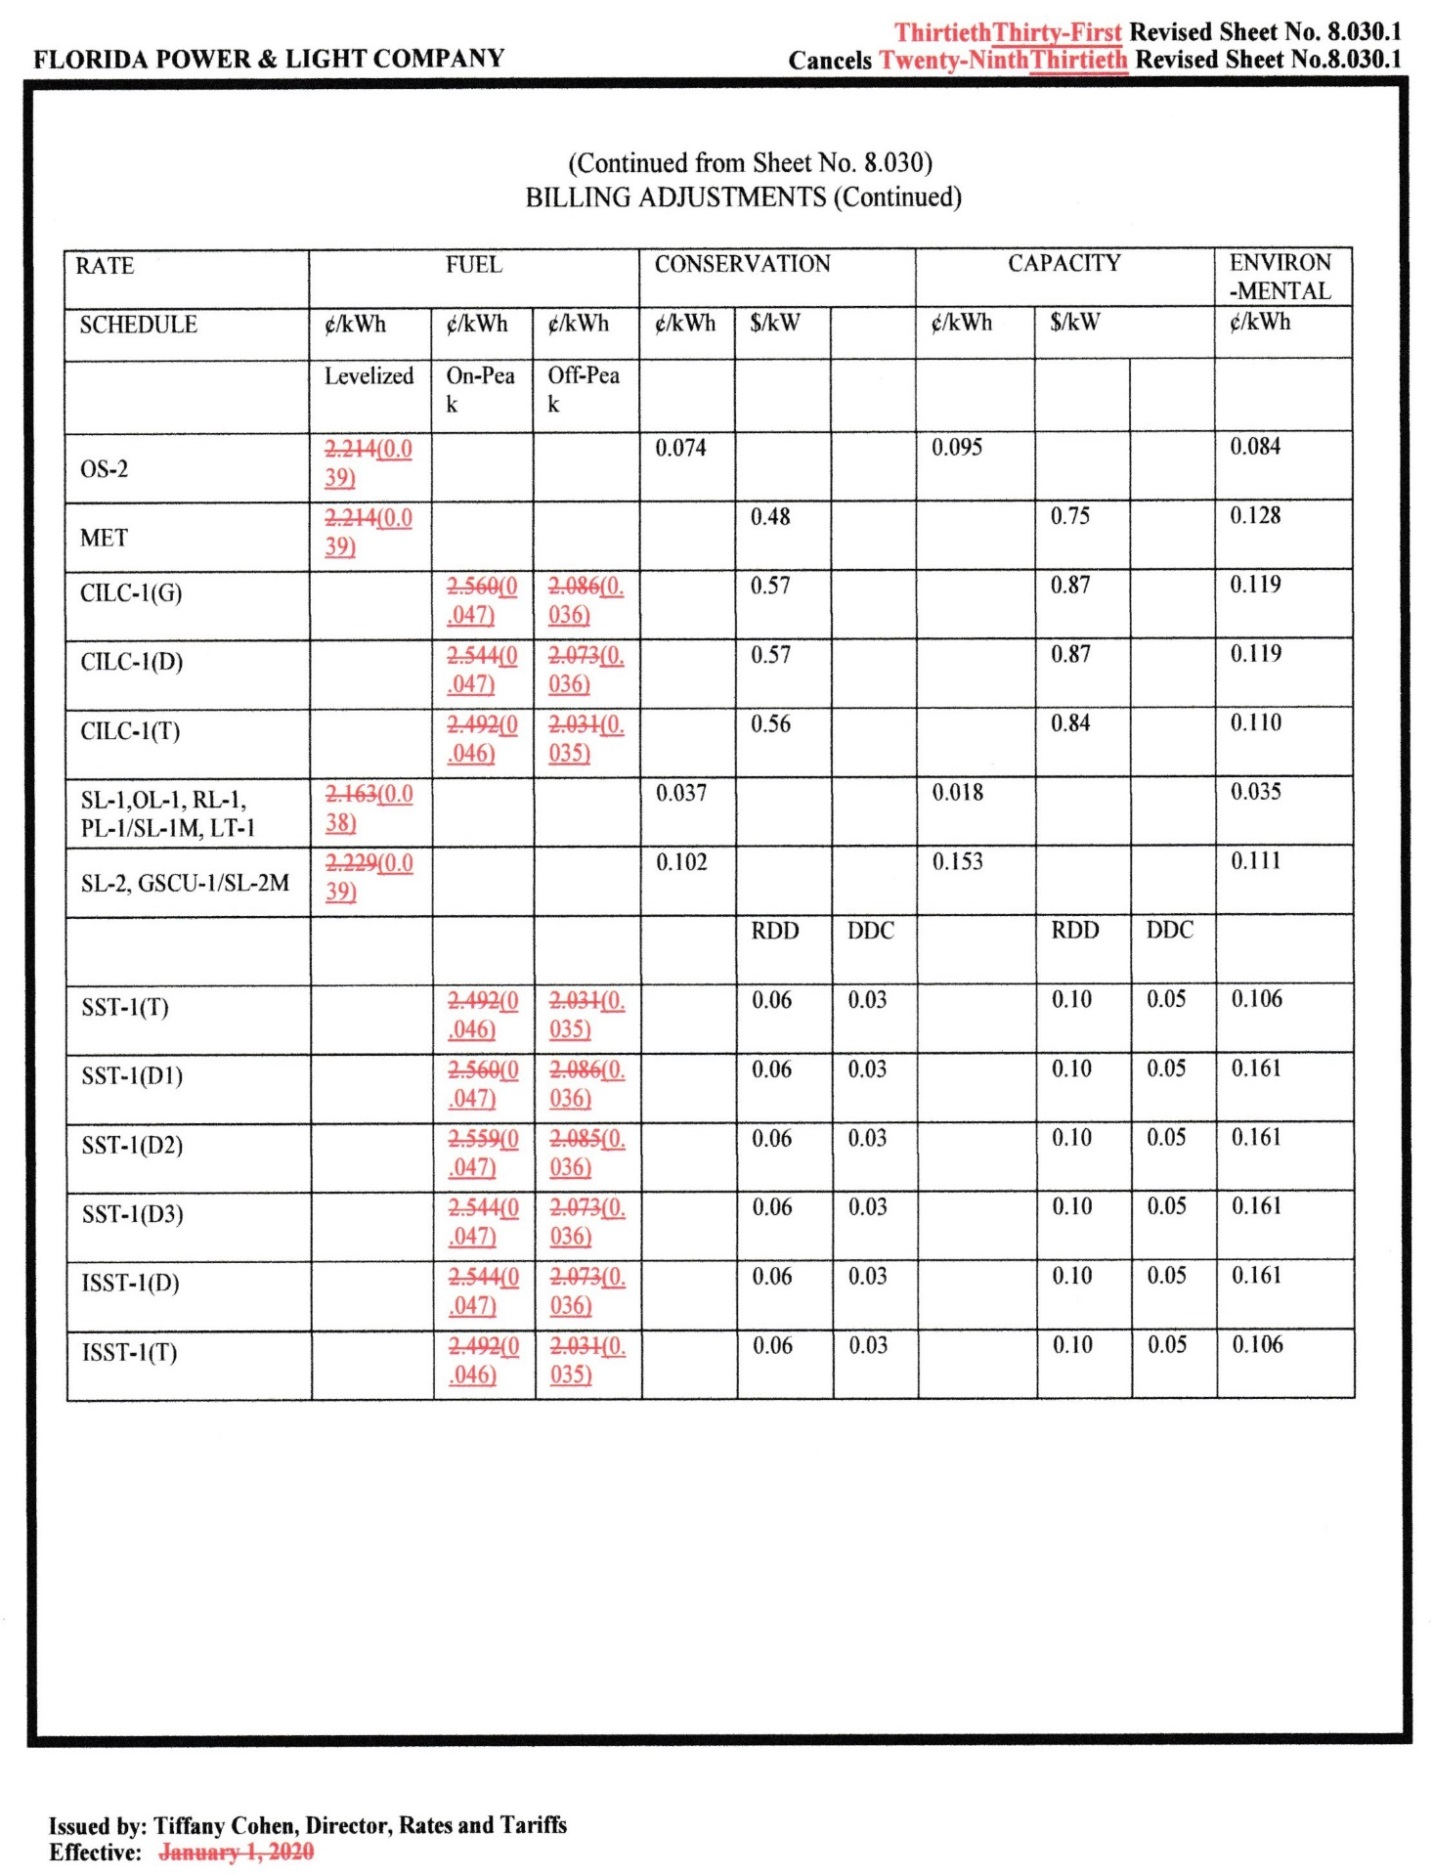 ThirtiethThirty-First Revised Sheet No. 8.030.1
FLORIDA POWER & LIGHT COMPANY Cancels Twenty-NinthThirtieth Revised Sheet No.8.030.1
(Continued from Sheet No. 8.030)
BILLING ADJUSTMENTS (Continued)
RATE FUEL CONSERVATION CAPACITY ENVIRON
-MENTAL
SCHEDULE ¢/kWh ¢/kWh ¢/kWh ¢/kWh $/kW ¢/kWh $/kW ¢/kWh
Levelized On-Pea Off-Pea
k k
OS-2 2.214(0.0 0.074 0.095 0.084
39)
MET 2.214(0.0 0.48 0.75 0.128
39)
CILC-1(G) 2.560(0 2.086(0. 0.57 0.87 0.119
.047) 036)
CILC-1(D) 2.544(0 2.073(0. 0.57 0.87 0.119
.047) 036)
CILC-1(T) 2.492(0 2.031(0. 0.56 0.84 0.110
.046) 035)
SL-1,OL-1, RL-1, 2.163(0.0 0.037 0.018 0.035
PL-1/SL-1M, LT-1 38)
SL-2, GSCU-1/SL-2M 2.229(0.0 0.102 0.153 0.111
39)
RDD DDC RDD DDC
SST-1(T) 2.492(0 2.031(0. 0.06 0.03 0.10 0.05 0.106
.046) 035)
SST-1(D1) 2.560(0 2.086(0. 0.06 0.03 0.10 0.05 0.161
.047) 036)
SST-1(D2) 2.559(0 2.085(0. 0.06 0.03 0.10 0.05 0.161
.047) 036)
SST-1(D3) 2.544(0 2.073(0. 0.06 0.03 0.10 0.05 0.161
.047) 036)
ISST-1(D) 2.544(0 2.073(0. 0.06 0.03 0.10 0.05 0.161
.047) 036)
ISST-1(T) 2.492(0 2.031(0. 0.06 0.03 0.10 0.05 0.106
.046) 035)
Issued by: Tiffany Cohen, Director, Rates and Tariffs
Effective: January 1, 2020